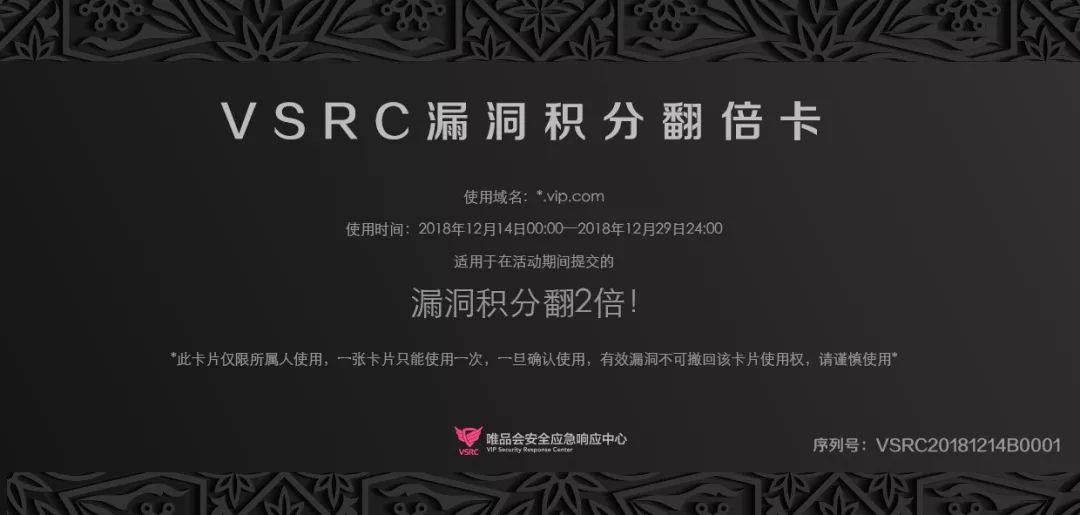 VSRC漏洞积分翻倍卡
使用域名：*.vip.com
使用时间：2018年12月14日00:00—2018年12月29日24:00
适用于在活动期间提交的
漏洞积分翻2倍！
*此卡片仅限所属人使用，一张卡片只能使用一次，一旦确认使用，有效漏洞不可撤回该卡片使用权，请谨慎使用*
VSRC
唯品会安全应急响应中心
VIP Security Response Center
序列号：VSRC20181214B0001